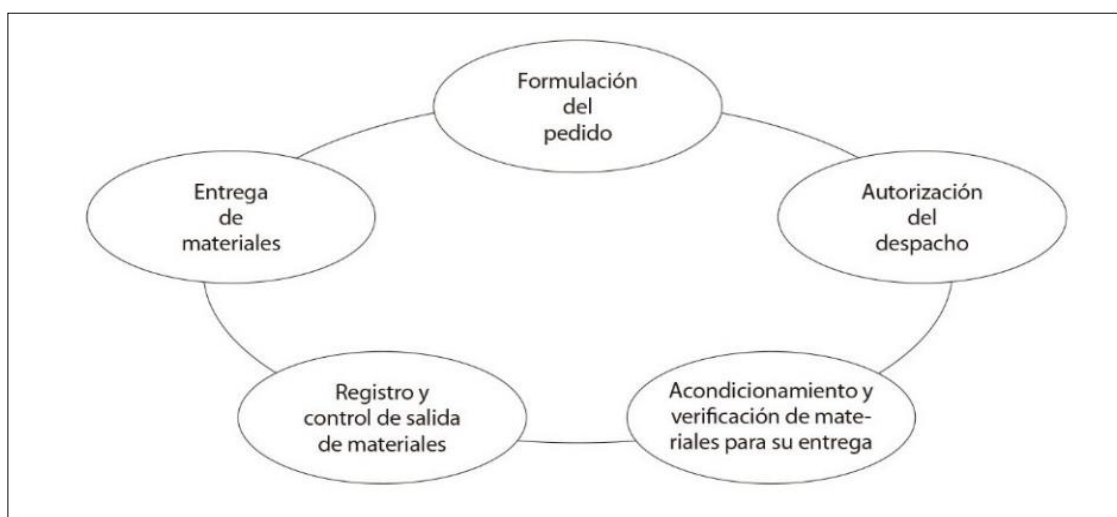 Formulación
del
pedido
Autorización
del
despacho
Acondicionamiento y
verificación de mate-
riales para su entrega
Registro y
control de salida
de materiales
Entrega
de
materiales